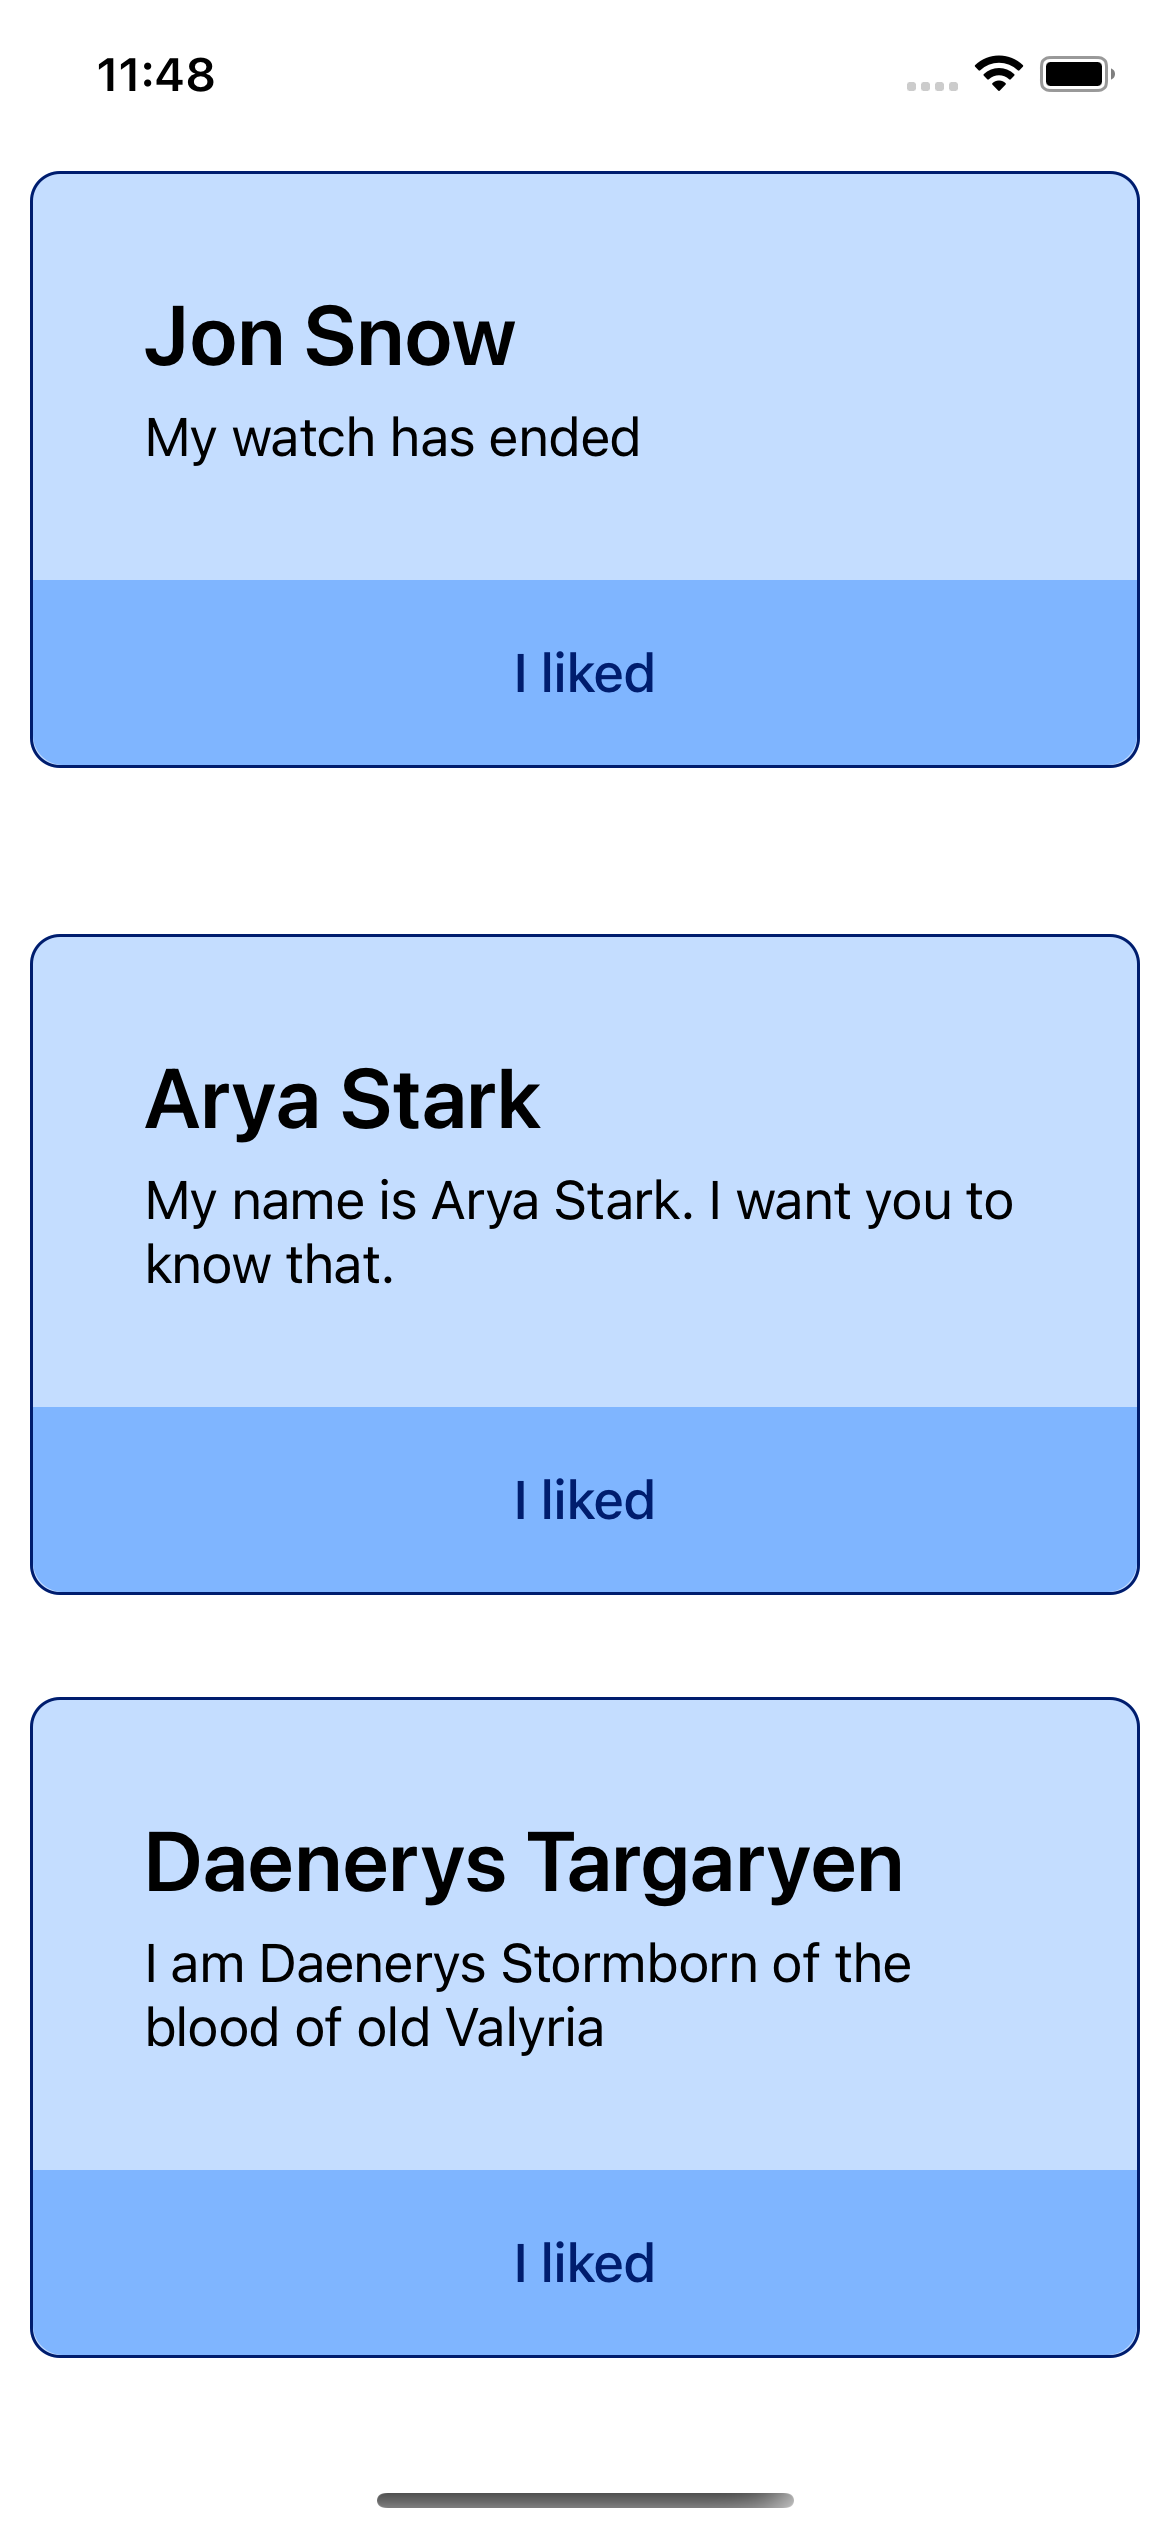 11:48
Jon Snow
My watch has ended
I liked
Arya Stark
My name is Arya Stark. I want you to
know that.
I liked
Daenerys Targaryen
I am Daenerys Stormborn of the
blood of old Valyria
I liked